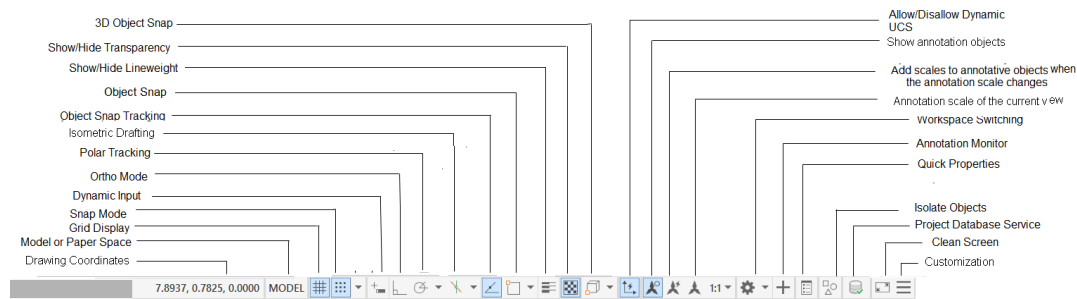 3D Object Snap
Show/Hide Transparency
Show/Hide Lineweight
Object Snap
Object Snap Tracking
Isometric Drafting
Polar Tracking
Ortho Mode
Dynamic Input
Snap Mode
Grid Display
Model or Paper Space
Drawing Coordinates
Allow/Disallow Dynamic
UCS
Show annotation objects
Add scales to annotative objects when
the annotation scale changes
Annotation scale of the current view
Workspace Switching
Annotation Monitor
Quick Properties
Isolate Objects
Project Database Service
Clean Screen
Customization
7.8937, 0.7825, 0.0000 MODEL 1:1